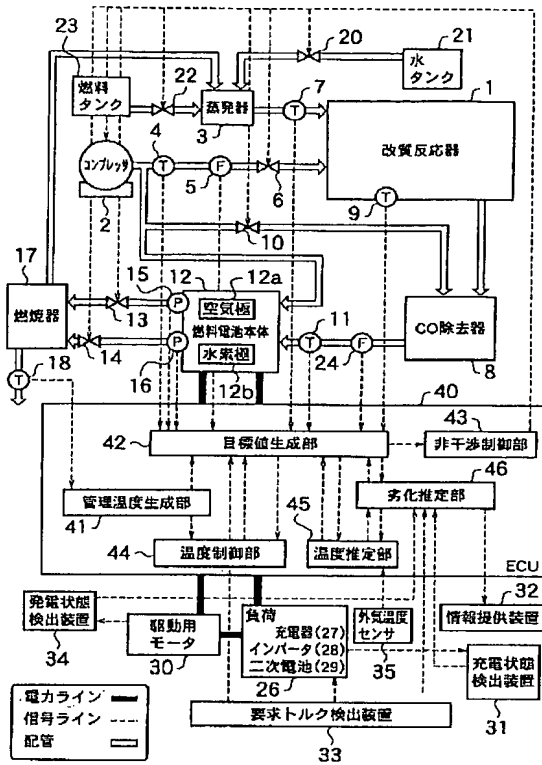 23
20
21
燃料
タンク
22
蒸発器
3
7
T
水
タンク
1
4
コンプレッサ
2
T
F
5
6
改質反応器
9
T
10
17
15
12
12a
P
空気極
燃料電池本体
水素極
12b
燃焼器
13
14
P
16
11
T
F
24
CO除去器
8
18
T
40
42
目標値生成部
43
非干渉制御部
46
劣化推定部
管理温度生成部
41
45
44
温度制御部
温度推定部
ECU
発電状態
検出装置
34
駆動用
モータ
30
負荷
充電器(27)
インバータ(28)
二次電池(29)
26
外気温度
センサ
35
32
情報提供装置
充電状態
検出装置
31
要求トルク検出装置
33
電力ライン
信号ライン
配管